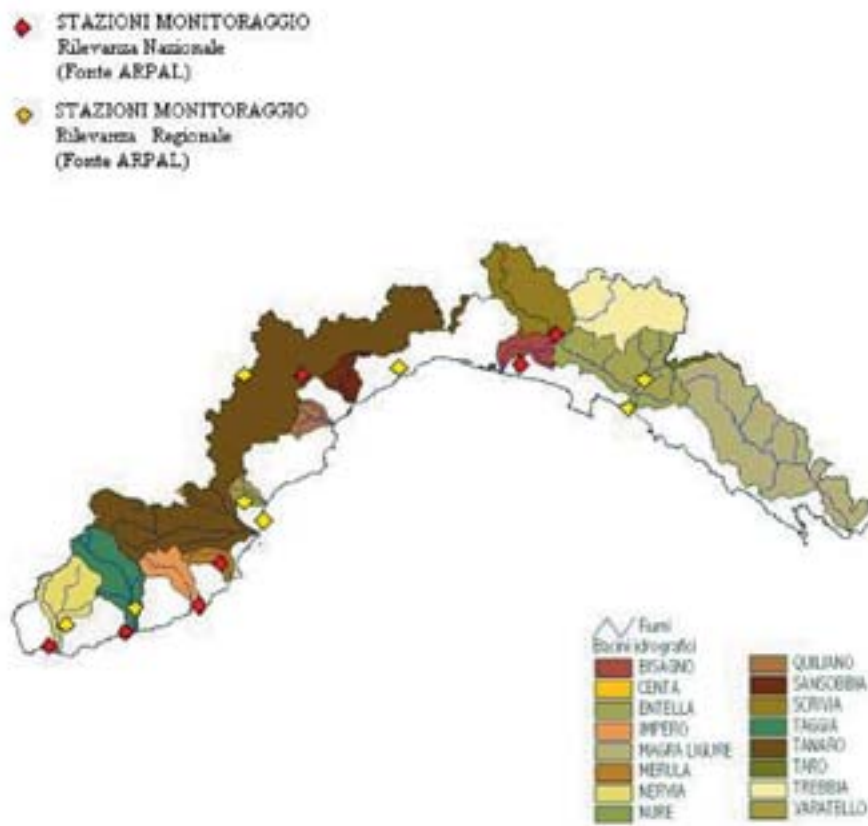 STAZIONI MONITORAGGIO
Rilevanza Nazionale
(Fonte ARPAL)
STAZIONI MONITORAGGIO
Rilevanza Regionale
(Fonte ARPAL)
Fiumi
Bacini idrografici
BISAGNO
CENTA
ENTELLA
IMPERO
MAGRA LIGURE
MERULA
NERVIA
NURE
QUILIANO
SANSOBBIA
SCRIVIA
TAGGIA
TANARO
TARO
TREBBIA
VARATELLO